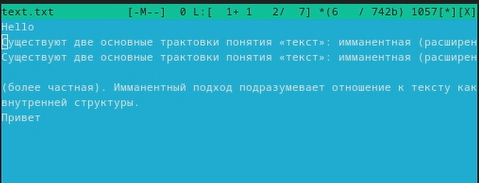 text.txt [-M--] 0 L:[ 1+ 1 2/ 7] *(6 / 742b) 1057[*][X]
Hello
Существуют две основные трактовки понятия «текст»: имманентная (расширен
Существуют две основные трактовки понятия «текст»: имманентная (расширен
(более частная). Имманентный подход подразумевает отношение к тексту как
внутренней структуры.
Привет